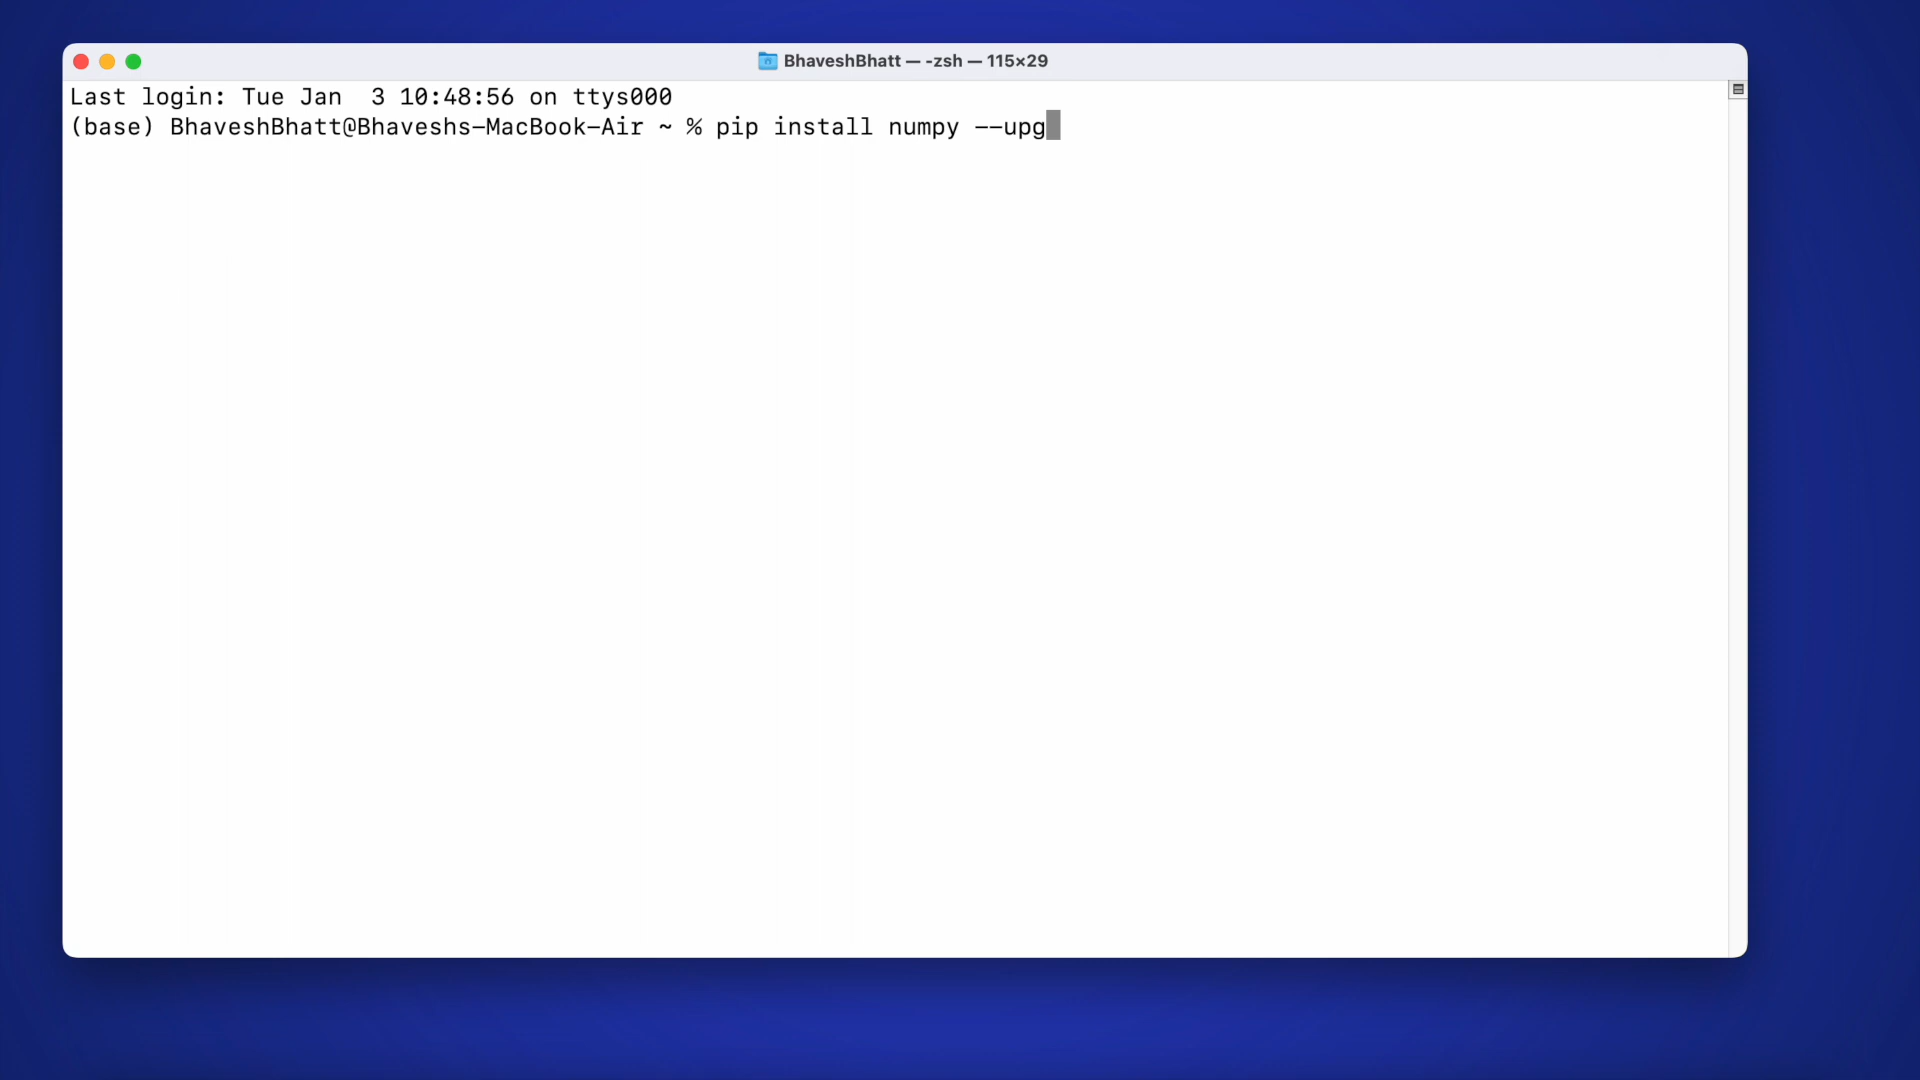 BhaveshBhatt — -zsh — 115×29
Last login: Tue Jan  3 10:48:56 on ttys000
(base) BhaveshBhatt@Bhaveshs-MacBook-Air ~ % pip install numpy --upg